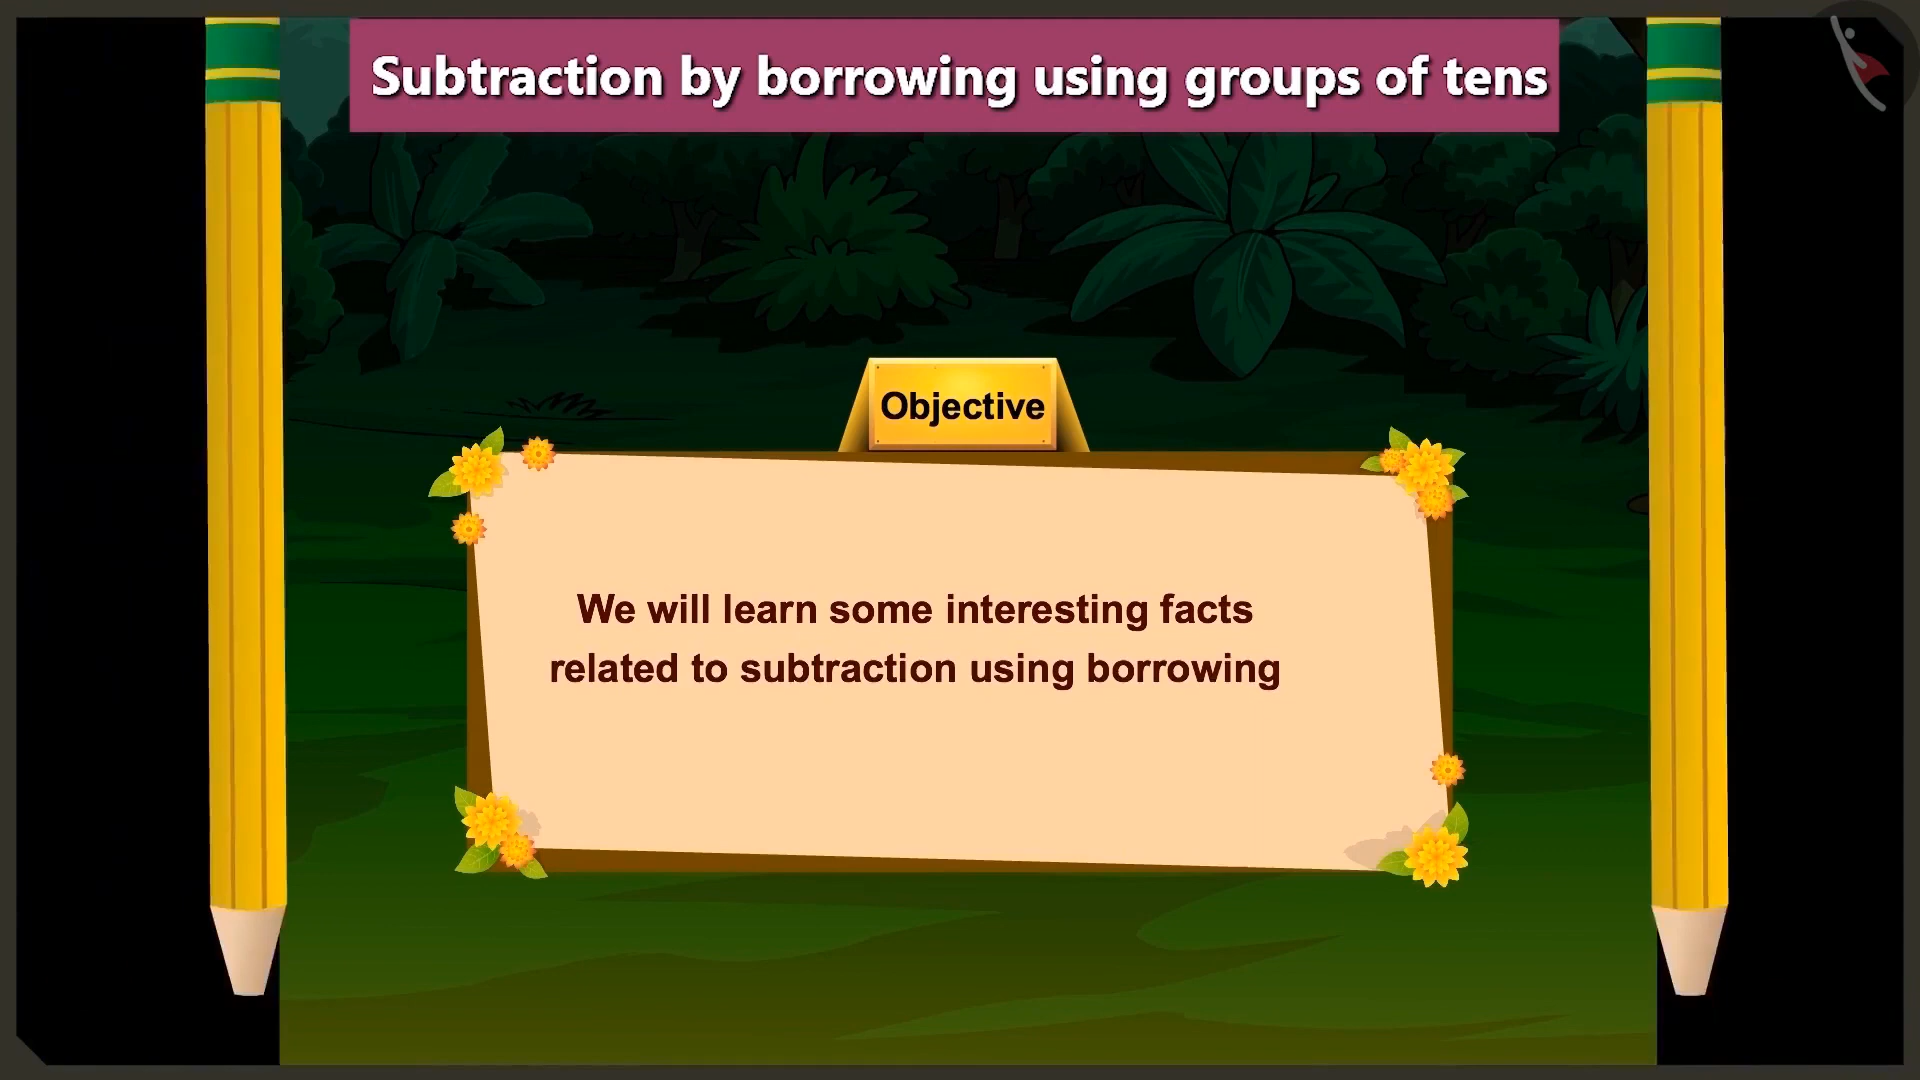 Subtraction by borrowing using groups of tens
Objective
We will learn some interesting facts
related to subtraction using borrowing